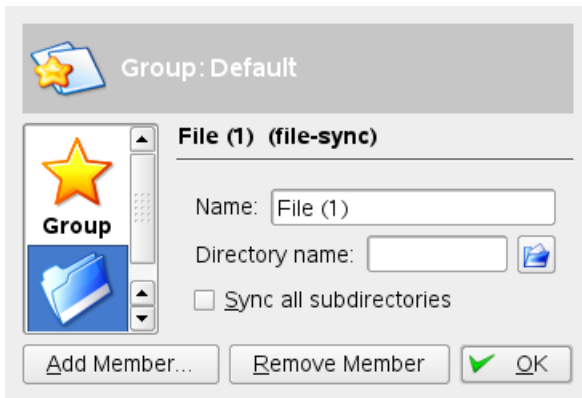 Group: Default
File (1) (file-sync)
Group
Name: File (1)
Directory name:
Sync all subdirectories
Add Member...
Remove Member
OK